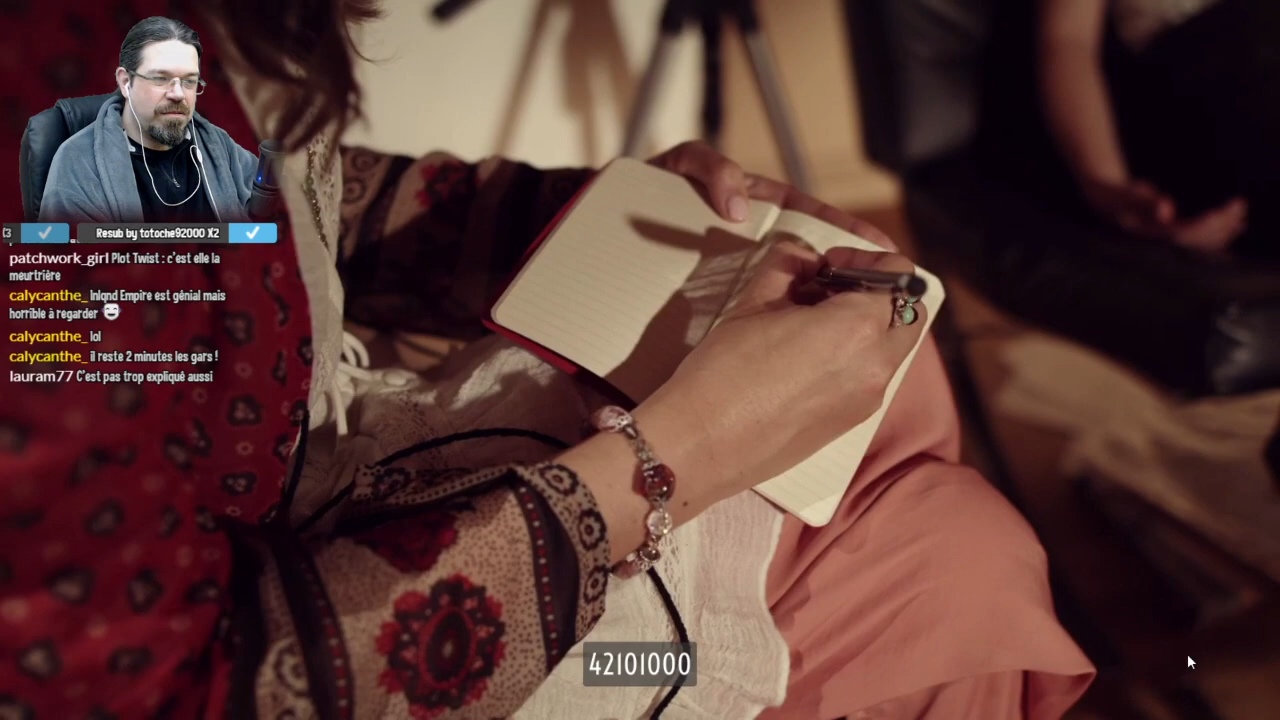 Resub by totoche92000 X2
patchwork_girl Plot Twist : c'est elle la
meurtrière
calycanthe_ Inlqnd Empire est génial mais
horrible à regarder
calycanthe_ lol
calycanthe_ il reste 2 minutes les gars !
lauram77 C'est pas trop expliqué aussi
42101000